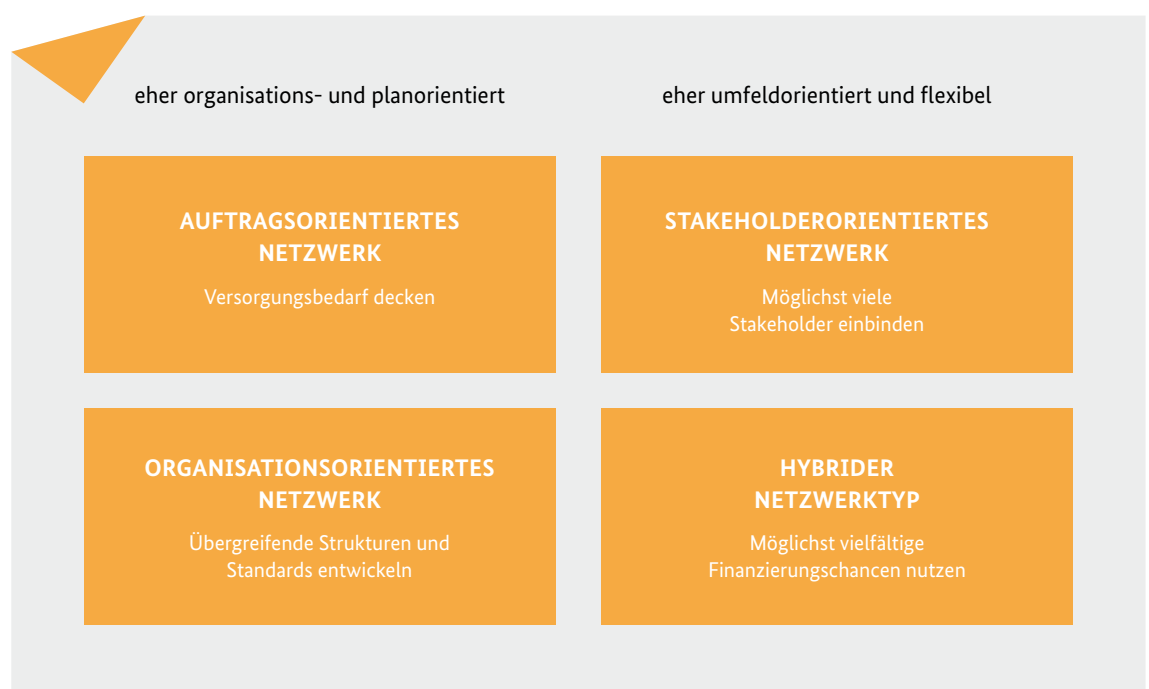 eher organisations- und planorientiert
eher umfeldorientiert und flexibel
AUFTRAGSORIENTIERTES
NETZWERK
Versorgungsbedarf decken
STAKEHOLDERORIENTIERTES
NETZWERK
Möglichst viele
Stakeholder einbinden
ORGANISATIONSORIENTIERTES
NETZWERK
Übergreifende Strukturen und
Standards entwickeln
HYBRIDER
NETZWERKTYP
Möglichst vielfältige
Finanzierungschancen nutzen